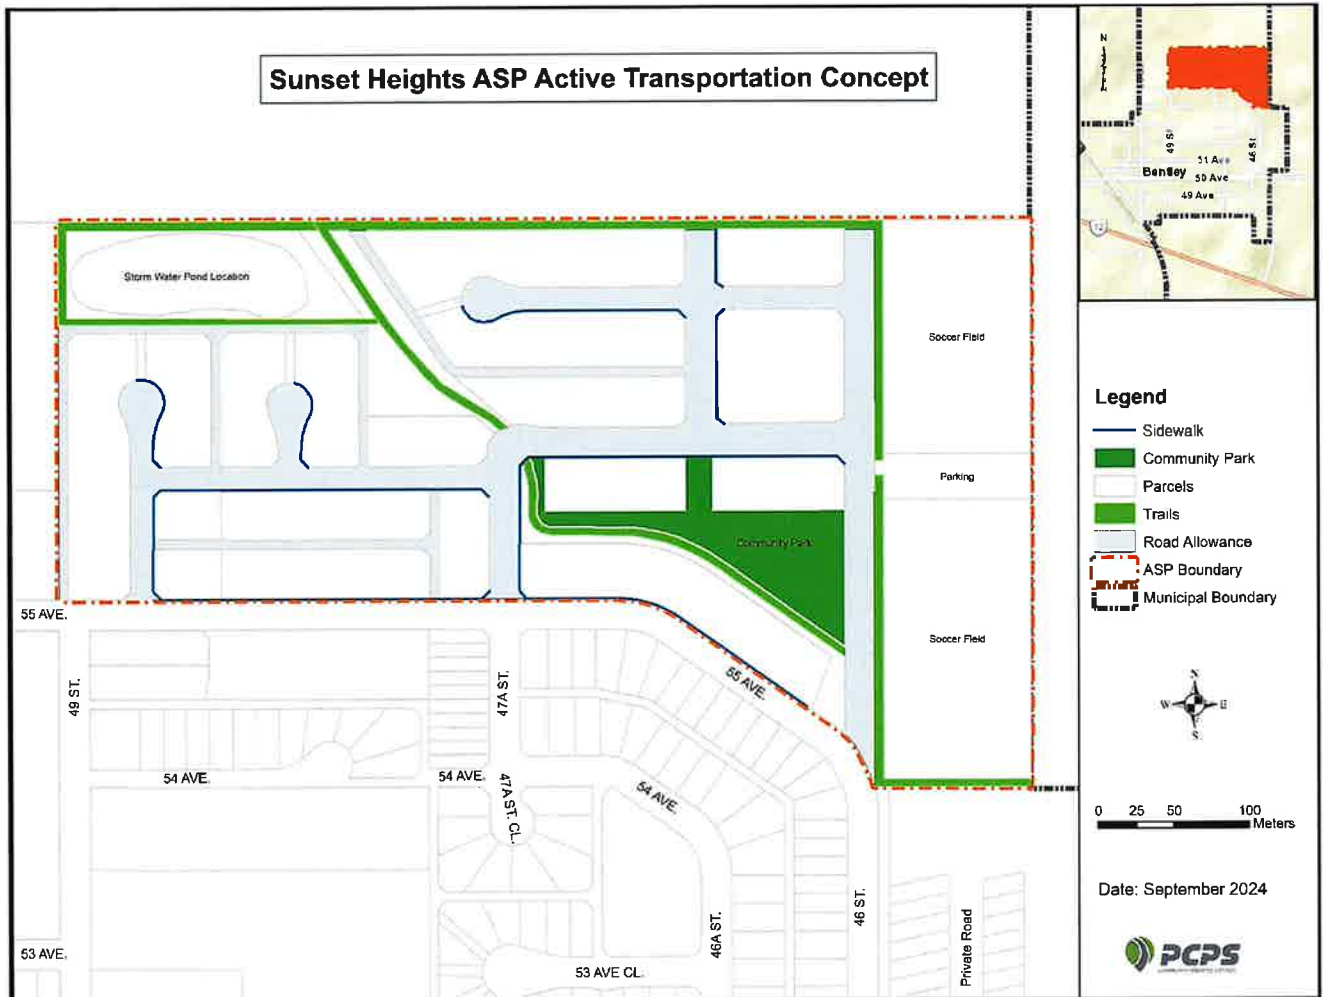 Sunset Heights ASP Active Transportation Concept
N
49 St
51 Ave
46 St
Bentley
50 Ave
49 Ave
12
Storm Water Pond Location
Soccer Field
Parking
Community Park
Soccer Field
55 AVE.
49 ST.
47A ST.
55 AVE.
54 AVE.
54 AVE.
47A ST. CL.
54 AVE.
46 ST.
46A ST.
Private Road
53 AVE.
53 AVE CL.
Legend
Sidewalk
Community Park
Parcels
Trails
Road Allowance
ASP Boundary
Municipal Boundary
N
W E
S
0 25 50 100
Meters
Date: September 2024
PCPS